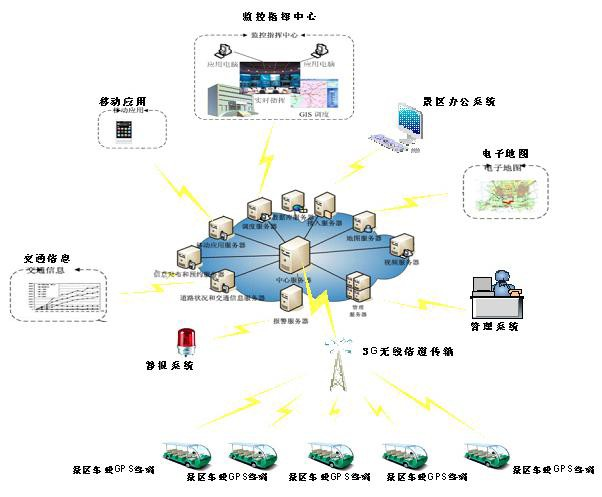 监控指挥中心
监控指挥中心
应用电脑
应用电脑
实时指挥
GIS 调度
移动应用
移动应用
景区办公系统
电子地图
电子地图
数据库服务器
接入服务器
调度服务器
地图服务器
移动应用服务器
视频服务器
信息发布和预约服务器
中心服务器
道路状况和交通信息服务器
管理
服务器
报警服务器
交通信息
交通信息
管理系统
警报系统
3G无线信道传输
景区车载GPS终端
景区车载GPS终端
景区车载GPS终端
景区车载GPS终端
景区车载GPS终端